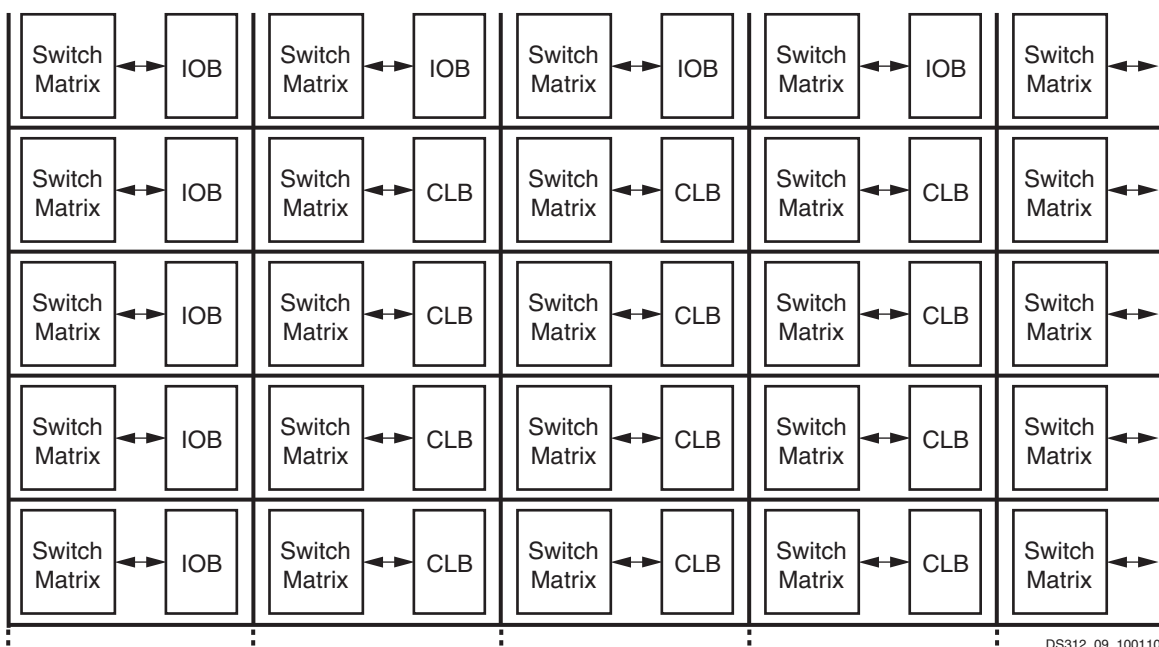 Switch
Matrix
IOB
Switch
Matrix
IOB
Switch
Matrix
IOB
Switch
Matrix
IOB
Switch
Matrix
Switch
Matrix
IOB
Switch
Matrix
CLB
Switch
Matrix
CLB
Switch
Matrix
CLB
Switch
Matrix
Switch
Matrix
IOB
Switch
Matrix
CLB
Switch
Matrix
CLB
Switch
Matrix
CLB
Switch
Matrix
Switch
Matrix
IOB
Switch
Matrix
CLB
Switch
Matrix
CLB
Switch
Matrix
CLB
Switch
Matrix
Switch
Matrix
IOB
Switch
Matrix
CLB
Switch
Matrix
CLB
Switch
Matrix
CLB
Switch
Matrix
DS312_09_100110